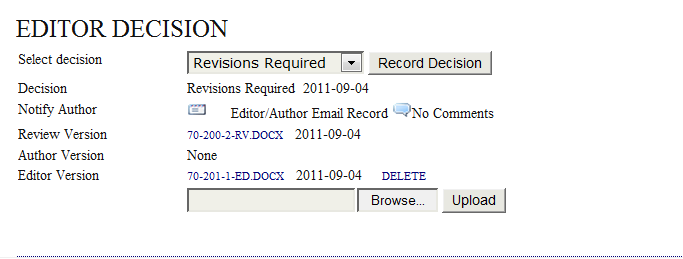 EDITOR DECISION
Select decision Revisions Required Record Decision
Decision Revisions Required 2011-09-04
Notify Author Editor/Author Email Record No Comments
Review Version 70-200-2-RV.DOCX 2011-09-04
Author Version None
Editor Version 70-201-1-ED.DOCX 2011-09-04 DELETE
Browse... Upload